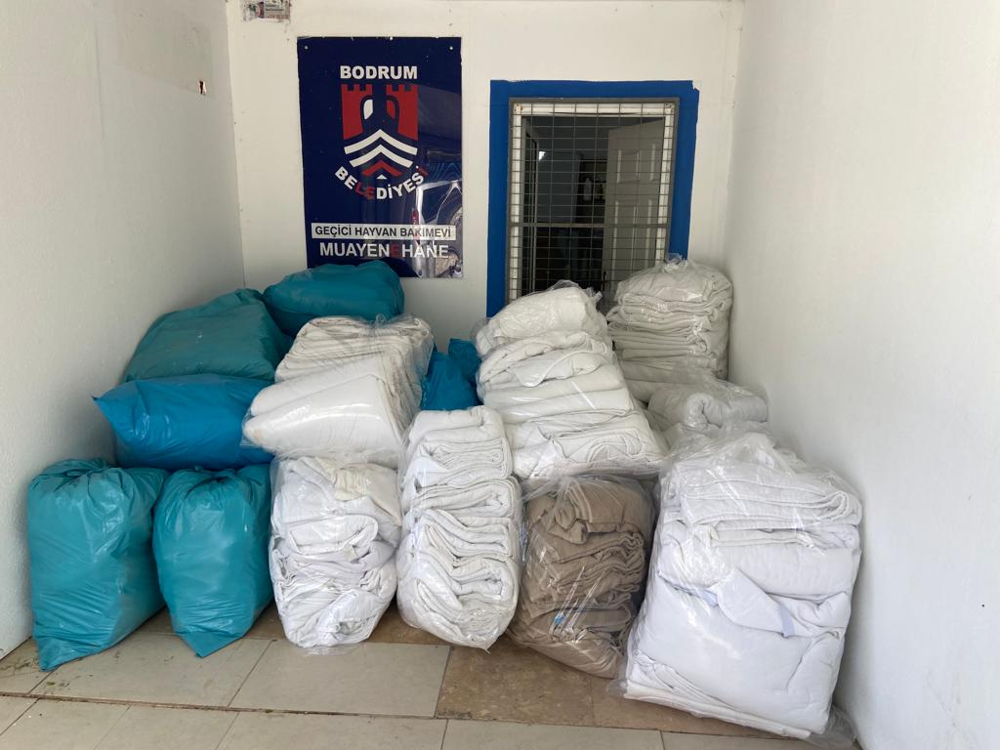 BODRUM
BELEDİYESİ
GEÇİCİ HAYVAN BAKIMEVİ
MUAYENEHANE